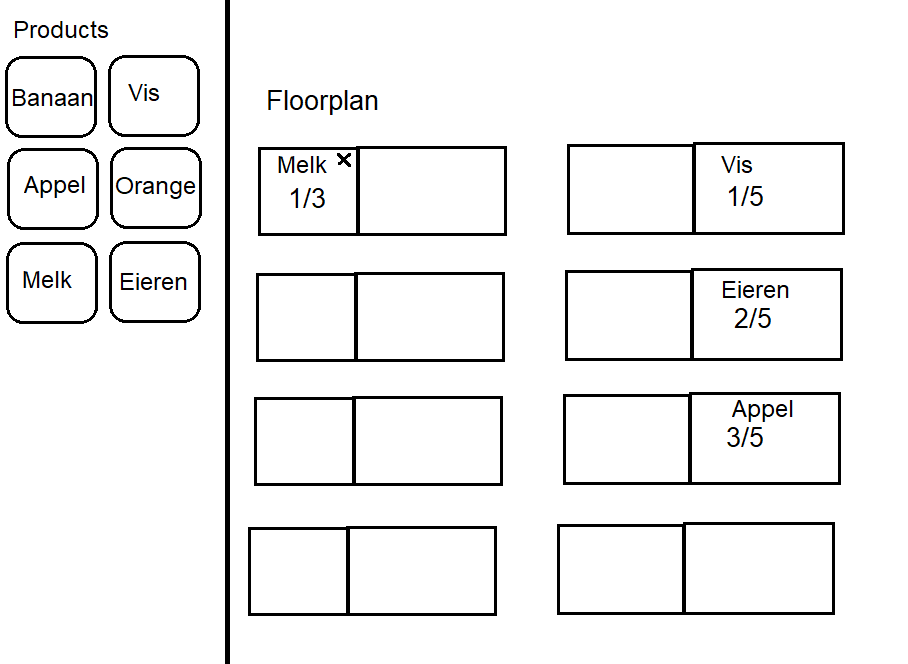 Products
Banaan
Vis
Appel
Orange
Melk
Eieren
Floorplan
Melk ×
1/3
Vis
1/5
Eieren
2/5
Appel
3/5